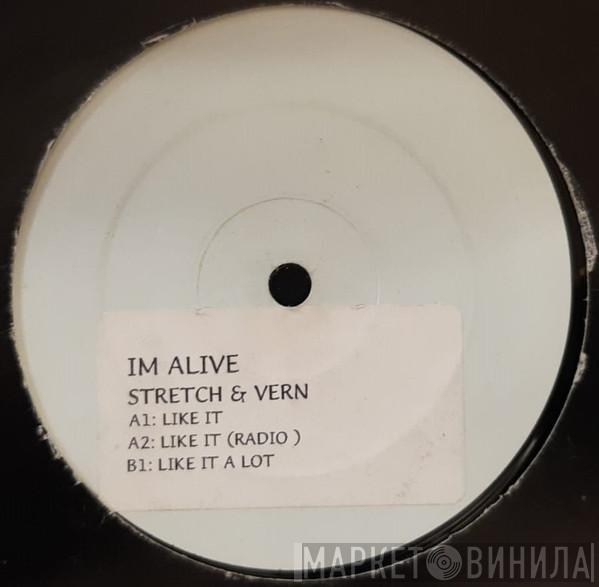 IM ALIVE
STRETCH & VERN
A1: LIKE IT
A2: LIKE IT (RADIO )
B1: LIKE IT A LOT
МАРКЕТ ВИНИЛА